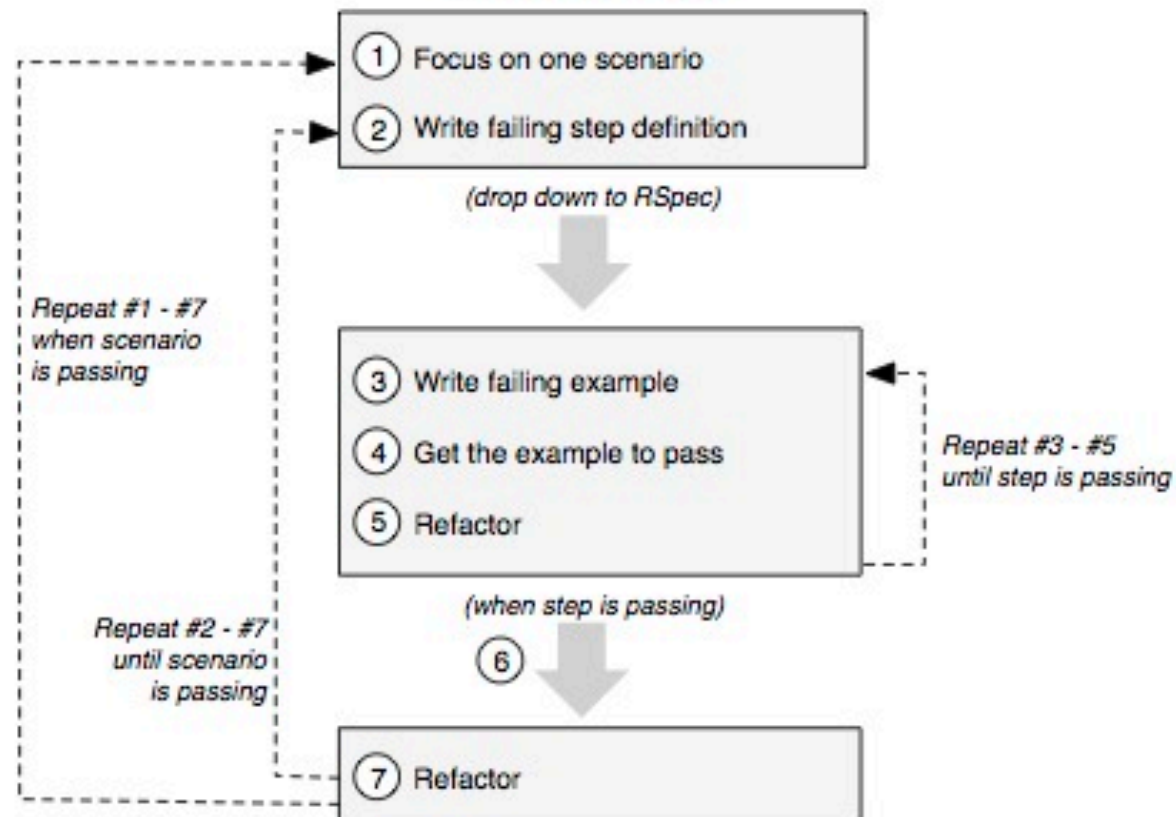 1 Focus on one scenario
2 Write failing step definition
(drop down to RSpec)
Repeat #1 - #7
when scenario
is passing
3 Write failing example
4 Get the example to pass
5 Refactor
Repeat #3 - #5
until step is passing
(when step is passing)
6
Repeat #2 - #7
until scenario
is passing
7 Refactor